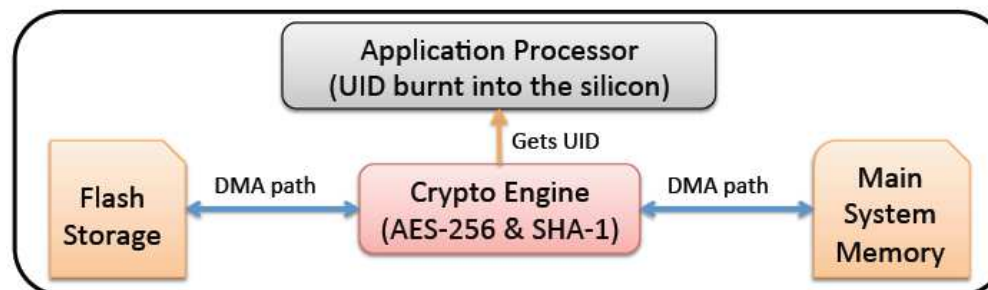 Application Processor
(UID burnt into the silicon)
Gets UID
Flash
Storage
DMA path
Crypto Engine
(AES-256 & SHA-1)
DMA path
Main
System
Memory